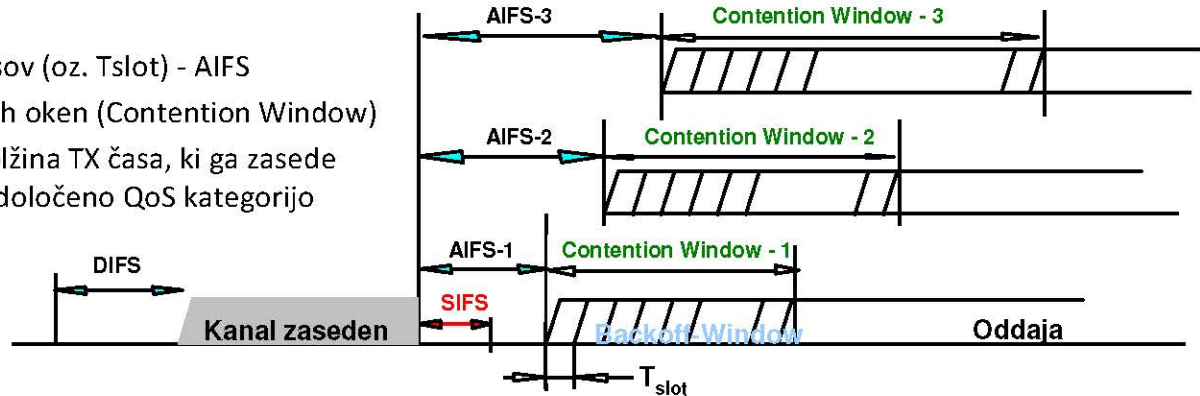 AIFS-3
Contention Window - 3
sov (oz. Tslot) - AIFS
h oken (Contention Window)
AIFS-2
Contention Window - 2
lžina TX časa, ki ga zasede
določeno QoS kategorijo
DIFS
AIFS-1
Contention Window - 1
SIFS
Kanal zaseden
Backoff-Window
Oddaja
Tslot